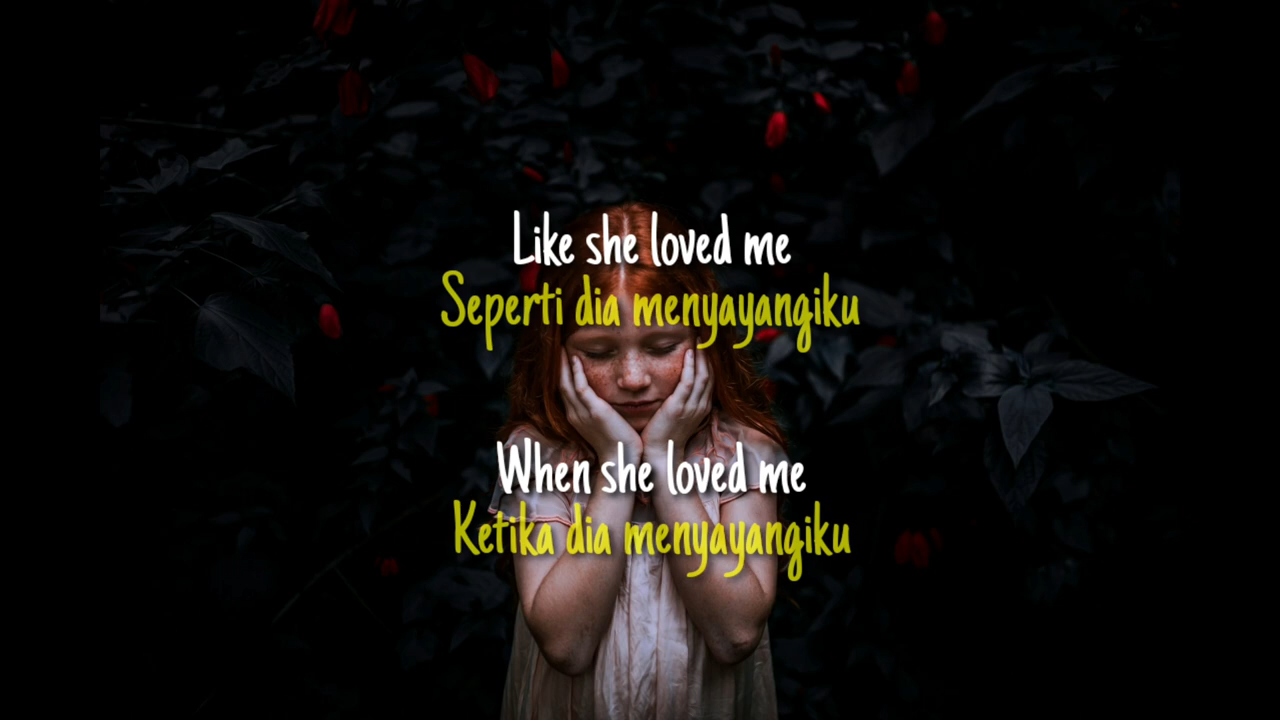 Like she loved me
Seperti dia menyayangiku
When she loved me
Ketika dia menyayangiku